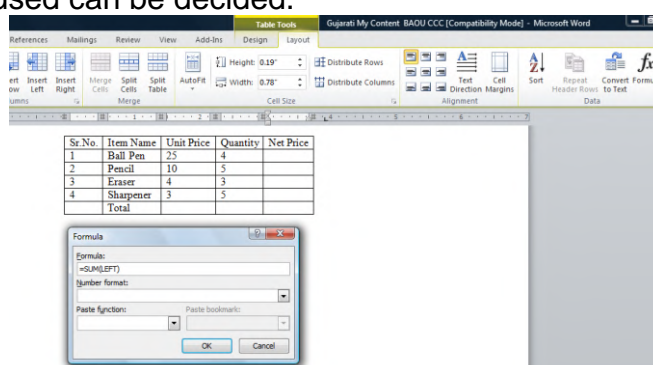 used can be decided.
Table Tools Gujarati My Content BAOU CCC [Compatibility Mode] - Microsoft Word
References Mailings Review View Add-Ins Design Layout
Height: 0.19" Distribute Rows
Width: 0.78" Distribute Columns
Insert Left Insert Right Merge Cells Split Cells Split Table AutoFit Text Direction Cell Margins Sort Repeat Header Rows Convert to Text
Merge Cell Size Alignment Data
Sr.No. Item Name Unit Price Quantity Net Price
1 Ball Pen 25 4
2 Pencil 10 5
3 Eraser 4 3
4 Sharpener 3 5
Total
Formula
Formula:
=SUM(LEFT)
Number format:
Paste function: Paste bookmark:
OK Cancel